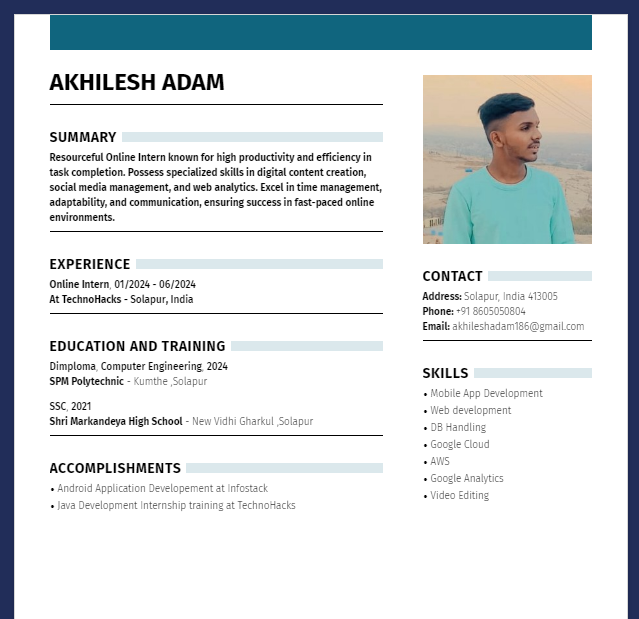 AKHILESH ADAM
SUMMARY
Resourceful Online Intern known for high productivity and efficiency in
task completion. Possess specialized skills in digital content creation,
social media management, and web analytics. Excel in time management,
adaptability, and communication, ensuring success in fast-paced online
environments.
EXPERIENCE
Online Intern, 01/2024 - 06/2024
At TechnoHacks - Solapur, India
EDUCATION AND TRAINING
Dimploma, Computer Engineering, 2024
SPM Polytechnic - Kumthe ,Solapur
SSC, 2021
Shri Markandeya High School - New Vidhi Gharkul ,Solapur
ACCOMPLISHMENTS
• Android Application Developement at Infostack
• Java Development Internship training at TechnoHacks
CONTACT
Address: Solapur, India 413005
Phone: +91 8605050804
Email: akhileshadam186@gmail.com
SKILLS
• Mobile App Development
• Web development
• DB Handling
• Google Cloud
• AWS
• Google Analytics
• Video Editing